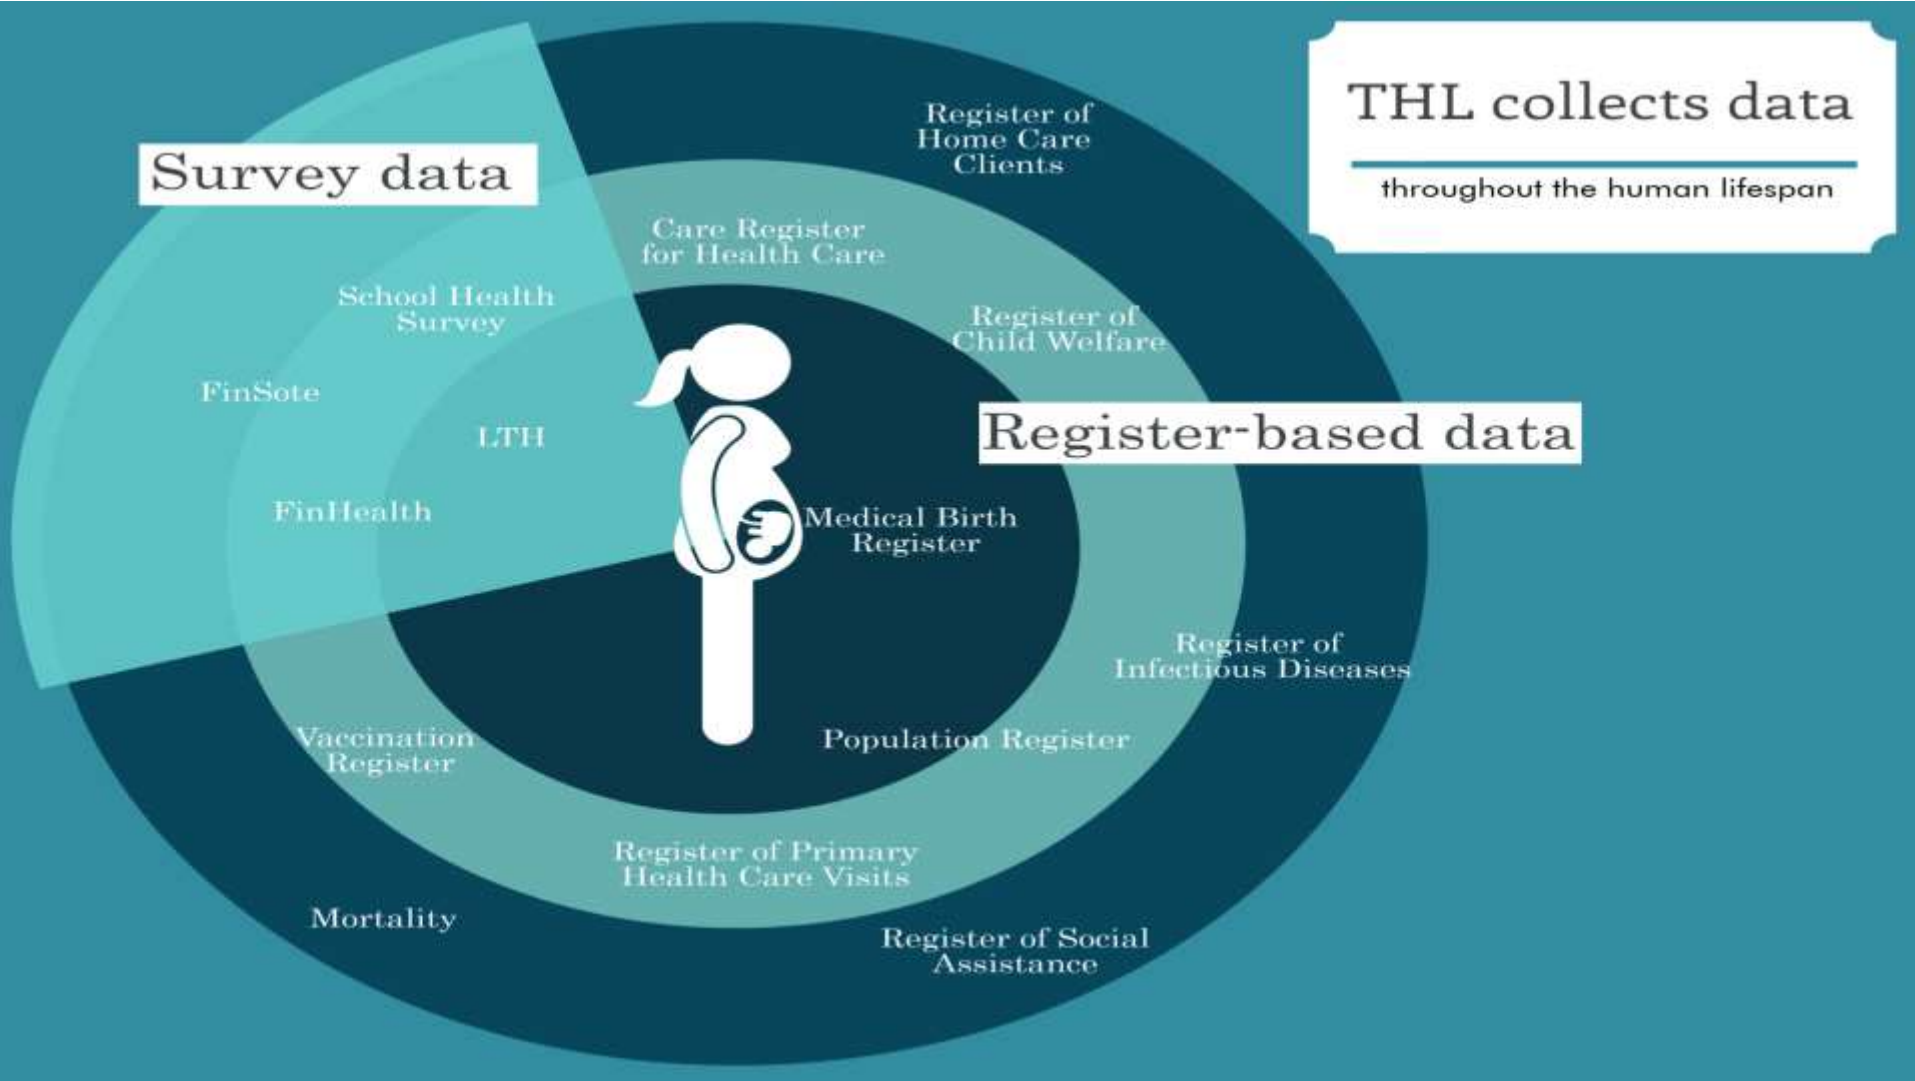 THL collects data
throughout the human lifespan
Survey data
School Health
Survey
FinSote
LTH
FinHealth
Register of
Home Care
Clients
Care Register
for Health Care
Register of
Child Welfare
Register-based data
Medical Birth
Register
Register of
Infectious Diseases
Population Register
Vaccination
Register
Register of Primary
Health Care Visits
Mortality
Register of Social
Assistance